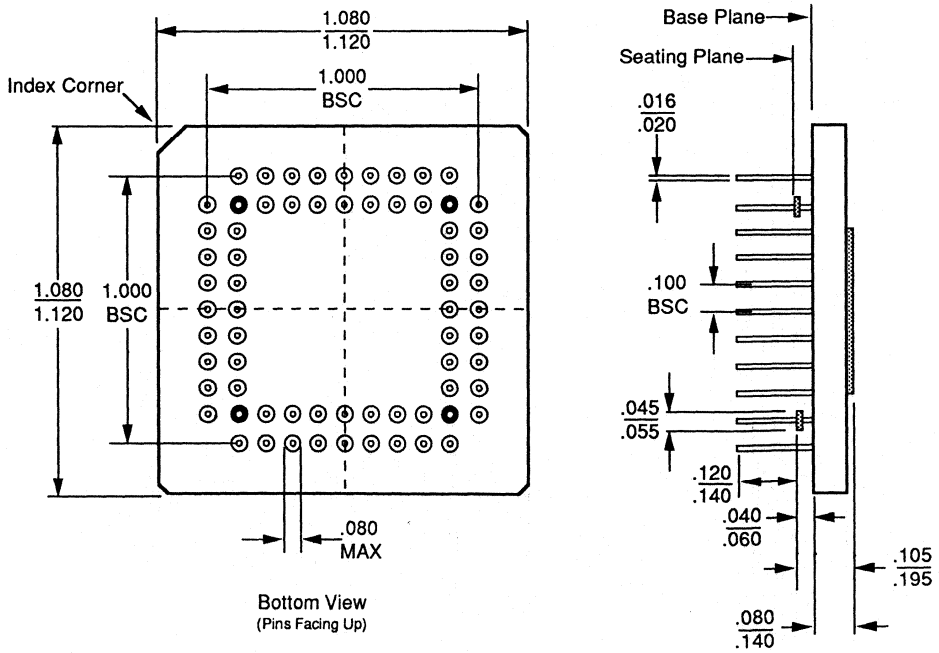 1.080
1.120
Base Plane
Seating Plane
Index Corner
1.000
BSC
.016
.020
1.080
1.120
1.000
BSC
.100
BSC
.045
.055
.120
.140
.040
.060
.080
MAX
.105
.195
Bottom View
(Pins Facing Up)
.080
.140